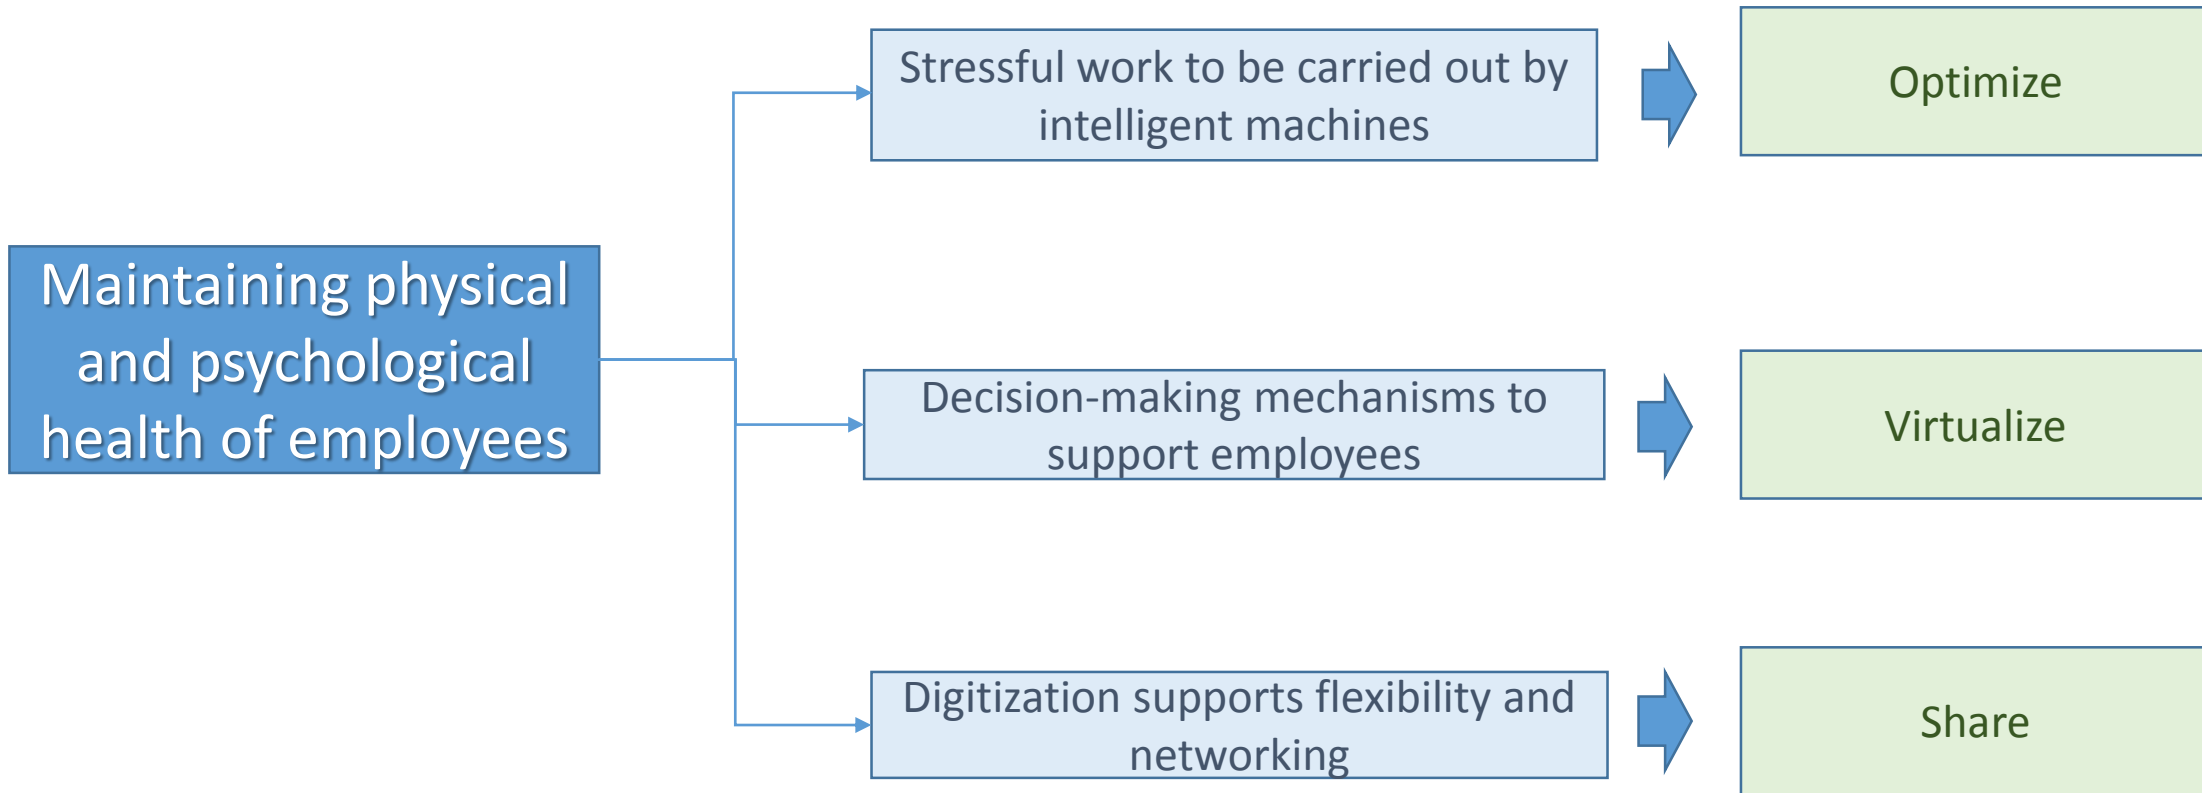 Maintaining physical
and psychological
health of employees
Stressful work to be carried out by
intelligent machines
Optimize
Decision-making mechanisms to
support employees
Virtualize
Digitization supports flexibility and
networking
Share